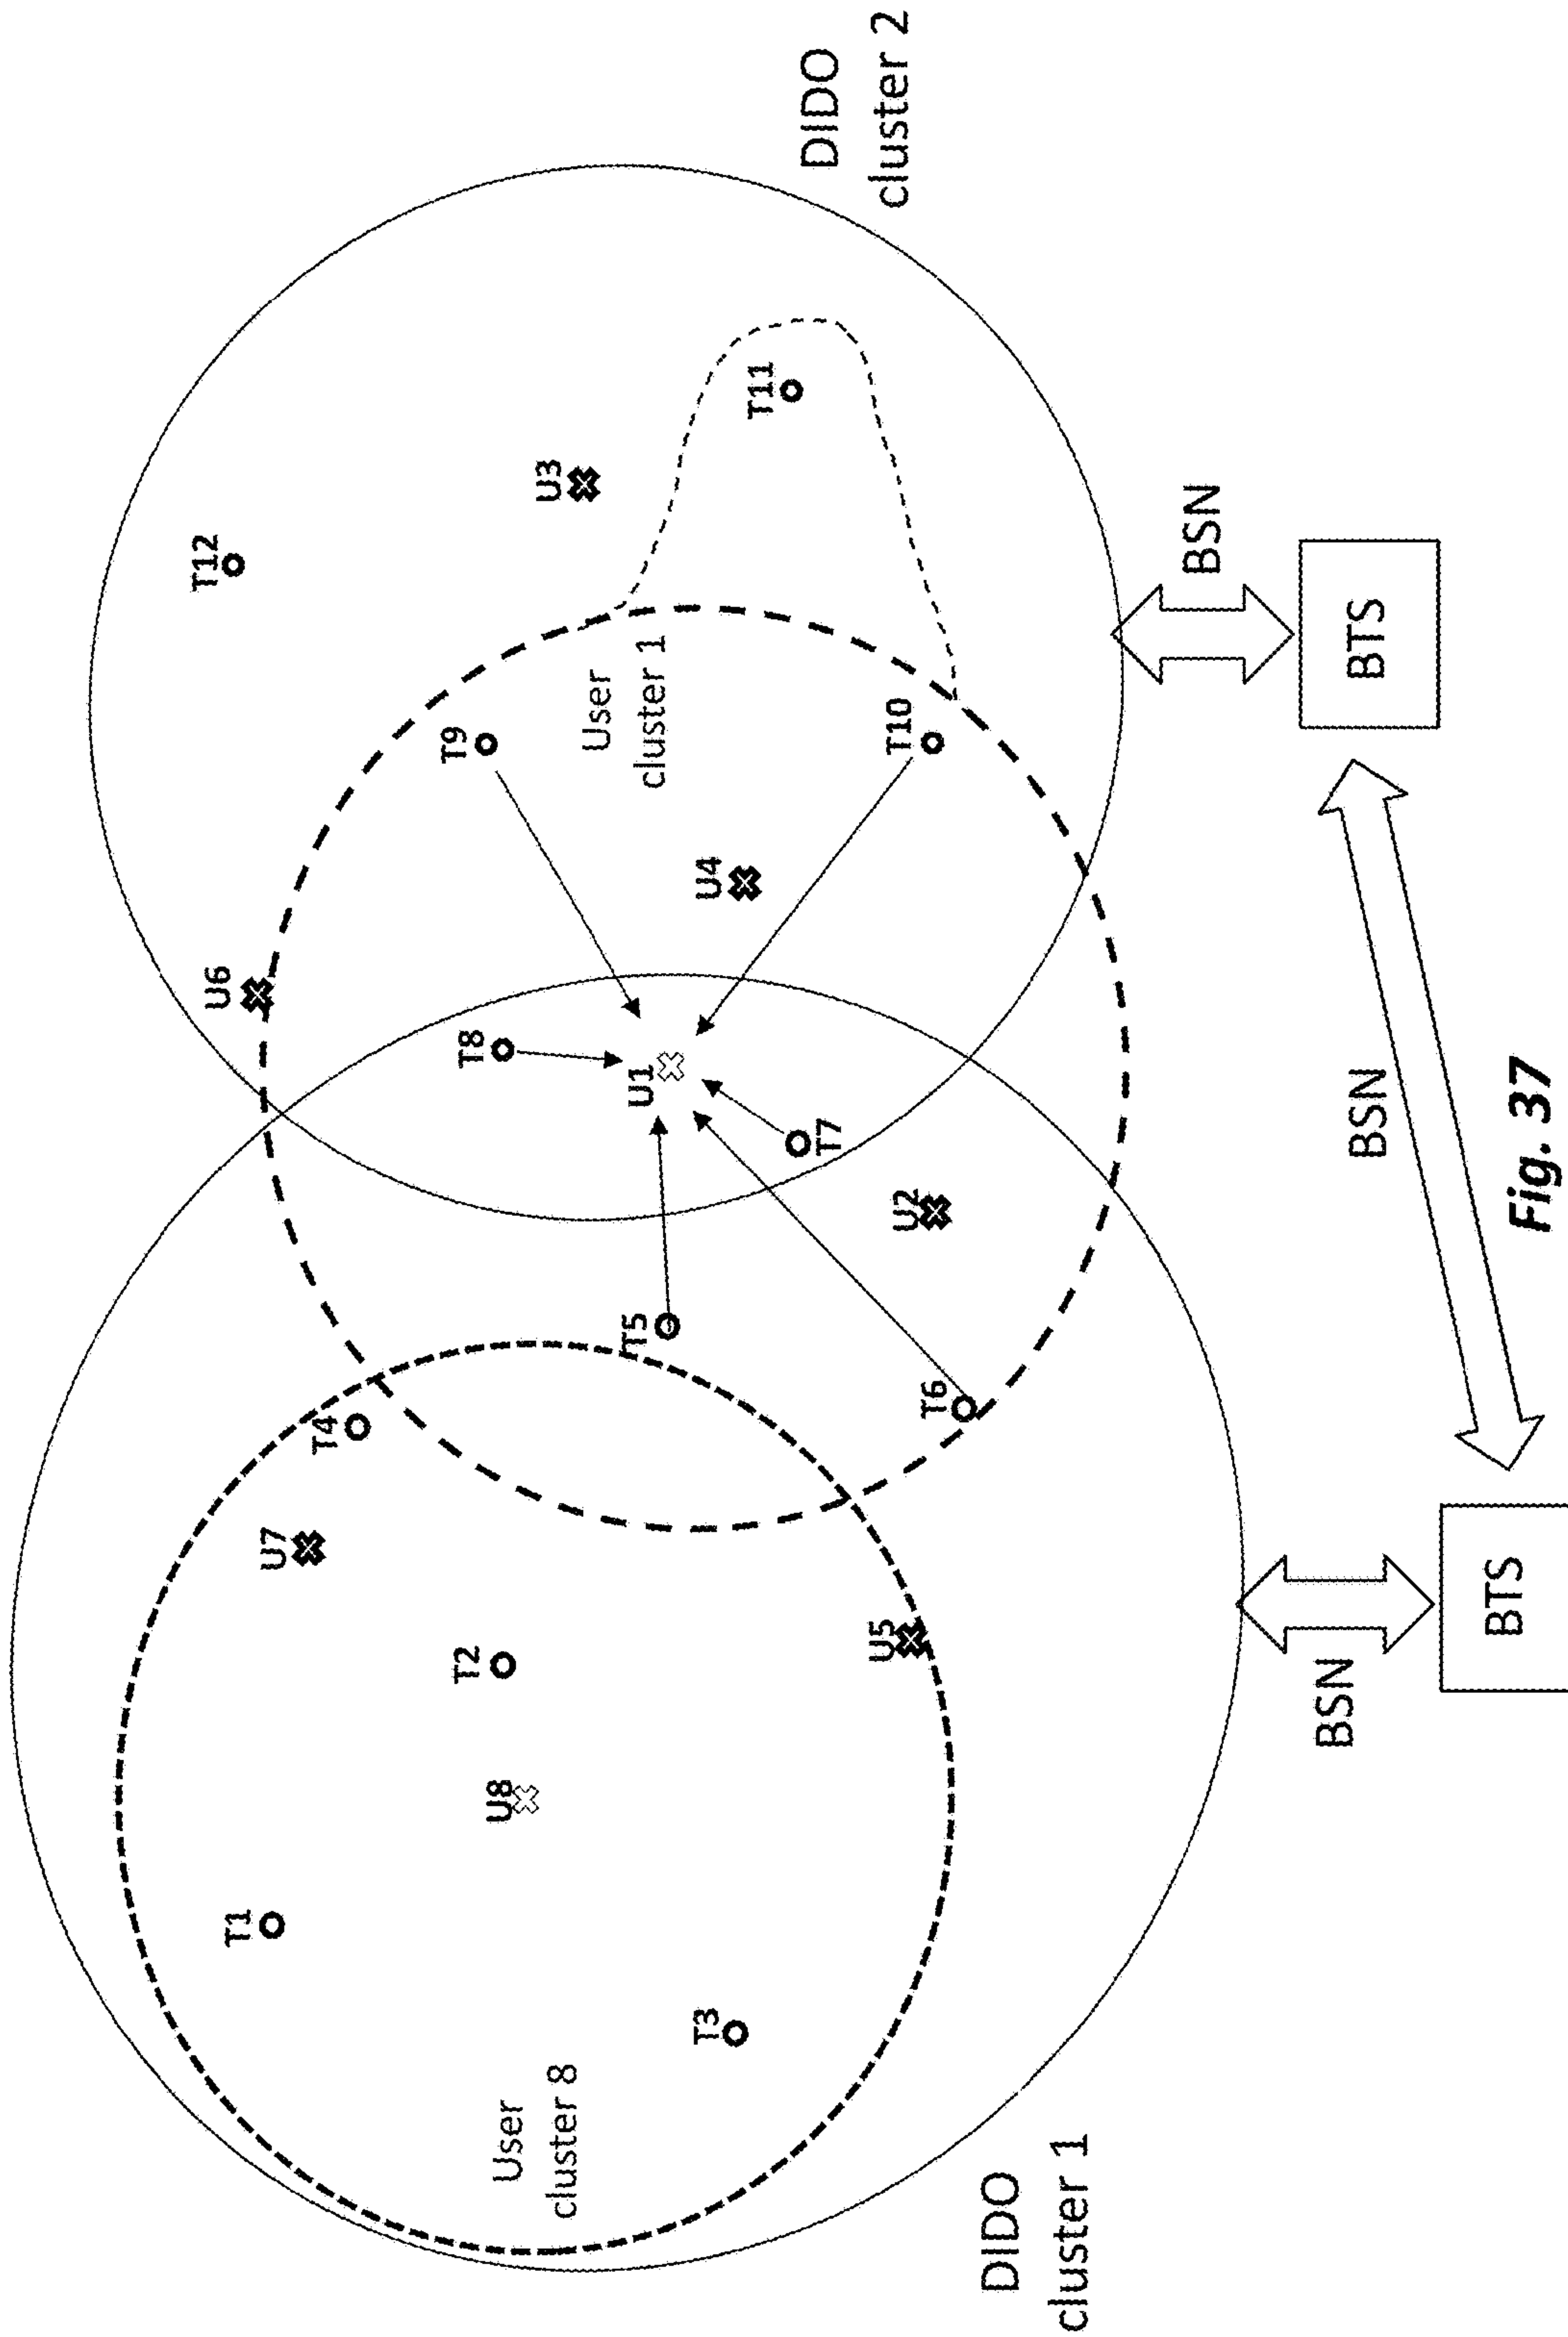 T12
U6
T1
U7
T4
T9
T8
T2
U8
U3
User
cluster 8
User
cluster 1
U1
T5
T3
U4
T11
T7
U5
T6
U2
T10
DIDO
cluster 1
DIDO
cluster 2
BSN
BSN
BSN
BTS
BTS
Fig. 37